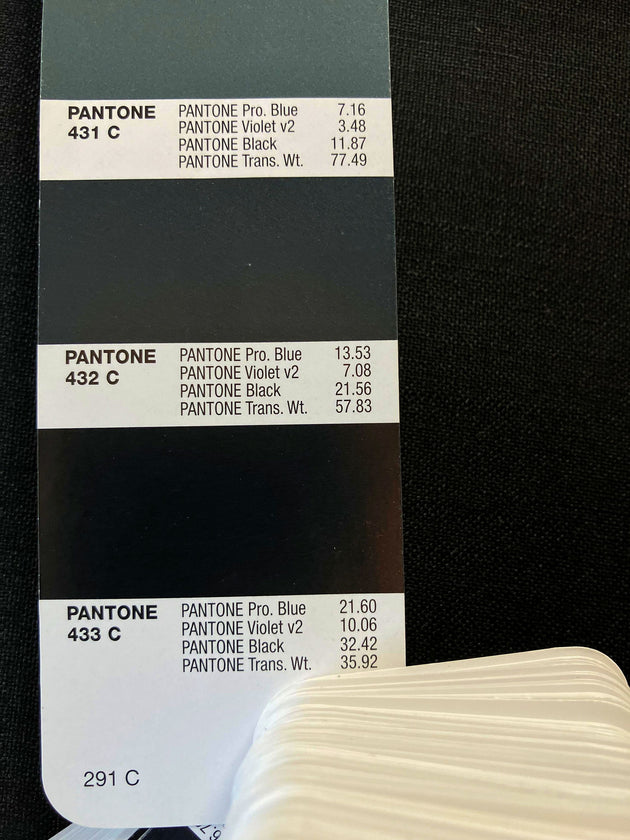 PANTONE
431 C
PANTONE Pro. Blue 7.16
PANTONE Violet v2 3.48
PANTONE Black 11.87
PANTONE Trans. Wt. 77.49
PANTONE
432 C
PANTONE Pro. Blue 13.53
PANTONE Violet v2 7.08
PANTONE Black 21.56
PANTONE Trans. Wt. 57.83
PANTONE
433 C
PANTONE Pro. Blue 21.60
PANTONE Violet v2 10.06
PANTONE Black 32.42
PANTONE Trans. Wt. 35.92
291 C